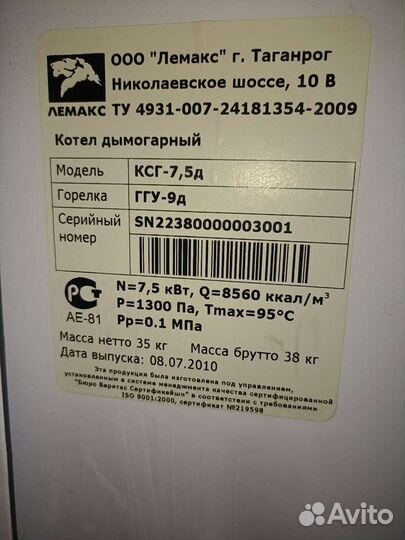 ООО "Лемакс" г. Таганрог
Николаевское шоссе, 10 В
ЛЕМАКС ТУ 4931-007-24181354-2009
Котел дымогарный
Модель КСГ-7,5д
Горелка ГГУ-9д
Серийный номер SN22380000003001
N=7,5 кВт, Q=8560 ккал/м³
P=1300 Па, Tmax=95°C
АЕ-81 Pp=0.1 МПа
Масса нетто 35 кг Масса брутто 38 кг
Дата выпуска: 08.07.2010
Эта продукция была изготовлена под управлением,
установленным в системе менеджмента качества сертифицированной
"Бюро Веритас Сертификейшн" в соответствии с требованиями
ISO 9001:2000, сертификат №219598
Avito